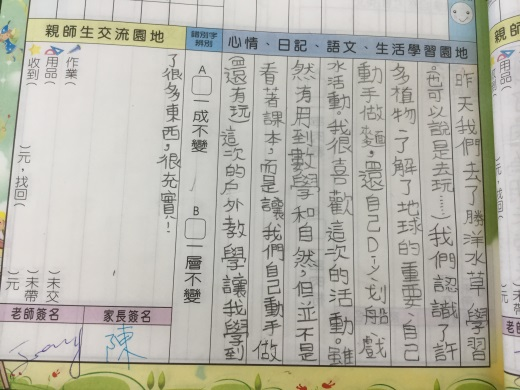 心情、日記、語文、生活學習園地
昨天我們去了勝洋水草學習
(也可以說是去玩……)我們認識了許
多植物,了解了地球的重要、自己
動手做麵,還自己D-Y划船戲
水活動。我很喜歡這次的活動。雖
然有用到數學和自然,但並不是
看著課本,而是讓我們自己動手做
(還有玩) 這次的戶外教學讓我學到
錯別字辨別
A □ 一成不變
B □ 一層不變
親師生交流園地
了很多東西,很充實!
作業 )未交
用品 )未帶
收到( )元,找回( )元
家長簽名
陳
老師簽名